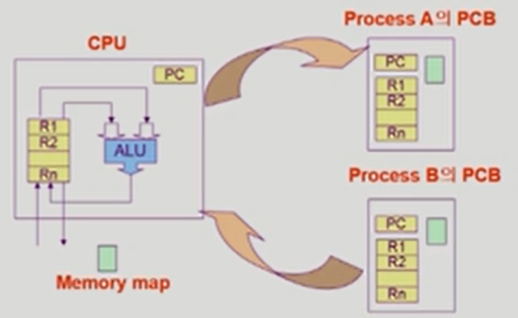 Process A의 PCB
CPU
PC
PC
R1
R2
Rn
R1
R2
Rn
ALU
Process B의 PCB
PC
R1
R2
Rn
Memory map